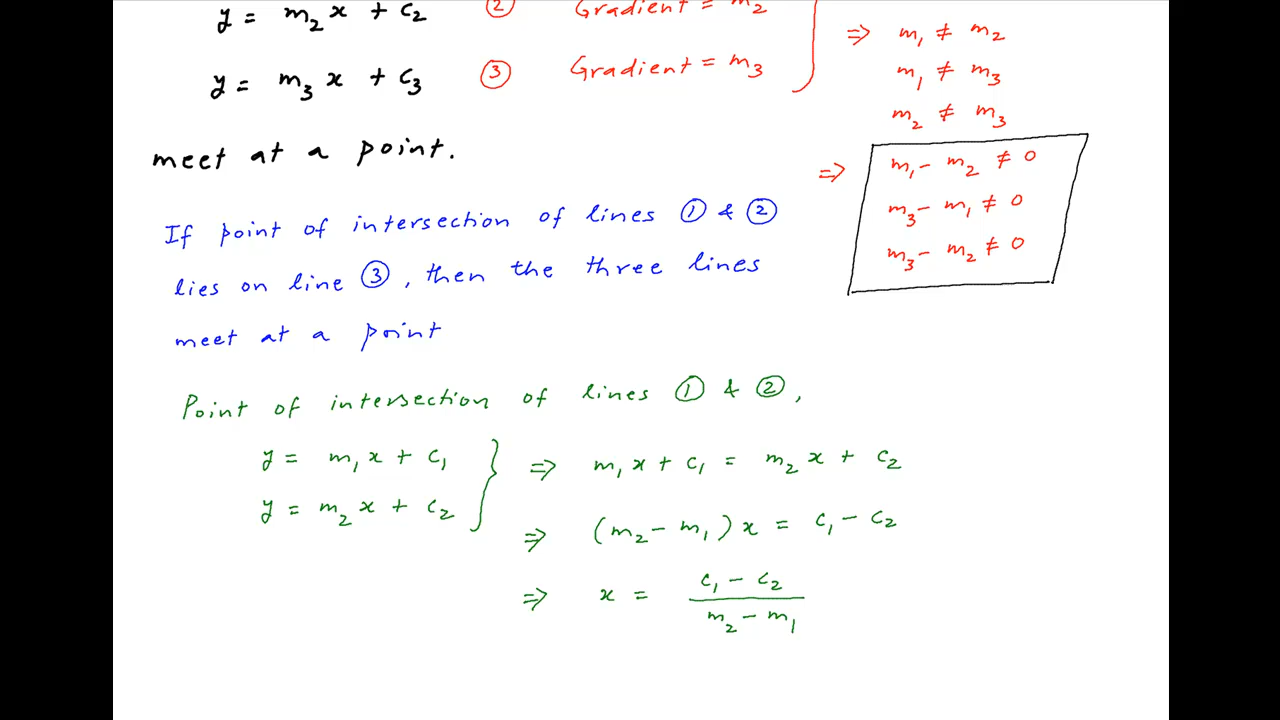 y = m₂x + c₂ ② Gradient = m₂
y = m₃x + c₃ ③ Gradient = m₃
⇒ m₁ ≠ m₂
m₁ ≠ m₃
m₂ ≠ m₃
meet at a point.
⇒ m₁ - m₂ ≠ 0
m₃ - m₁ ≠ 0
m₃ - m₂ ≠ 0
If point of intersection of lines ① & ②
lies on line ③, then the three lines
meet at a point
Point of intersection of lines ① & ②,
y = m₁x + c₁
y = m₂x + c₂
⇒ m₁x + c₁ = m₂x + c₂
⇒ (m₂ - m₁)x = c₁ - c₂
⇒ x = (c₁ - c₂) / (m₂ - m₁)